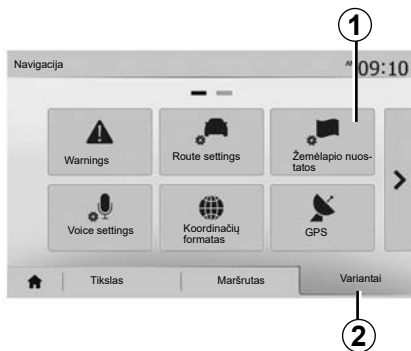 1
Navigacija
AM 09:10
Warnings
Route settings
Žemėlapio nuos-
tatos
Voice settings
Koordinačių
formatas
GPS
Tikslas
Maršrutas
Variantai
2